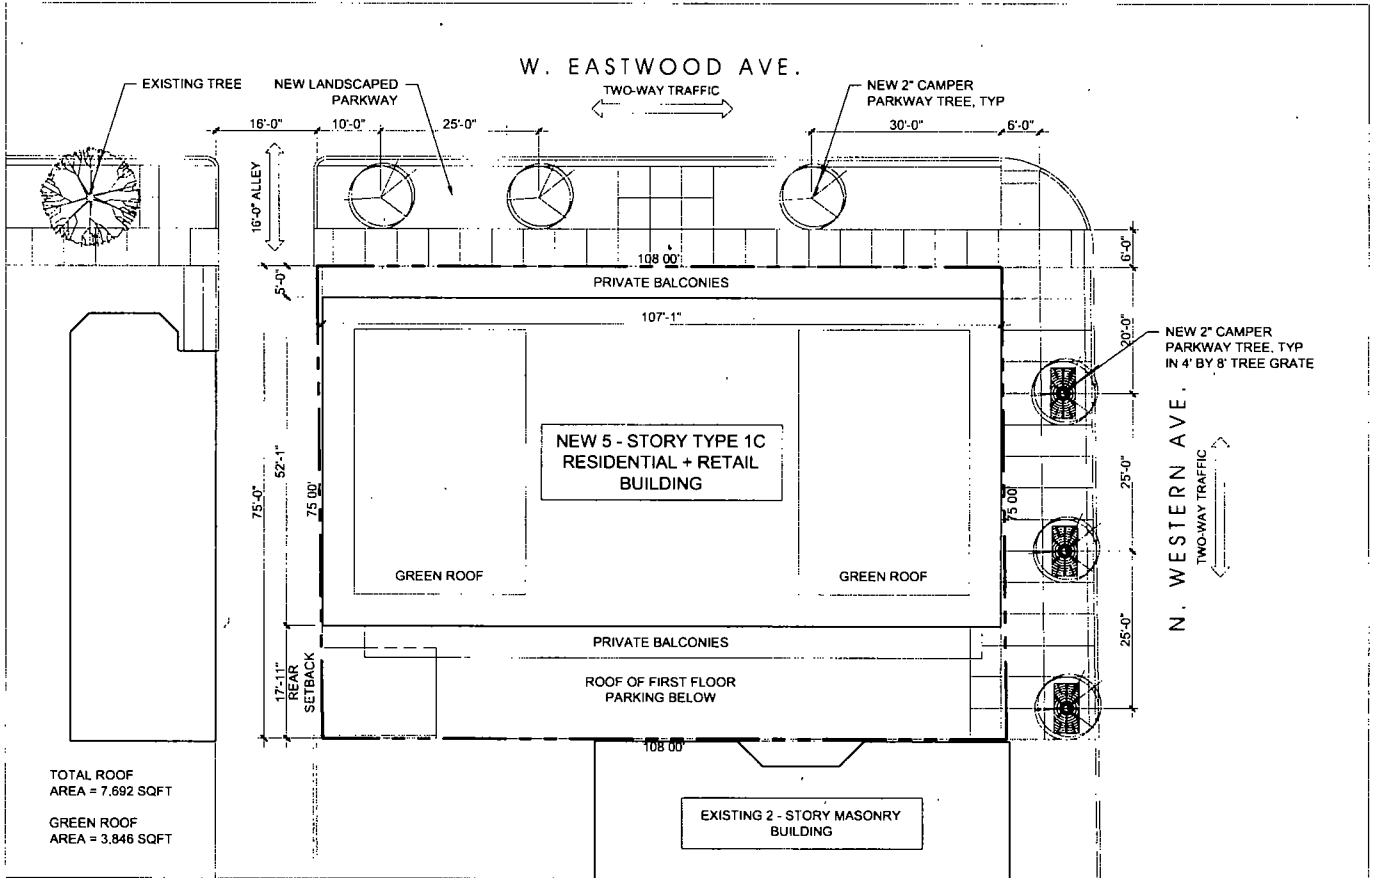 W. EASTWOOD AVE.
TWO-WAY TRAFFIC
EXISTING TREE
NEW LANDSCAPED
PARKWAY
NEW 2" CAMPER
PARKWAY TREE, TYP
16'-0"
10'-0"
25'-0"
30'-0"
6'-0"
16'-0" ALLEY
6'-0"
108 00'
5'-0"
PRIVATE BALCONIES
107'-1"
20'-0"
NEW 2" CAMPER
PARKWAY TREE, TYP
IN 4' BY 8' TREE GRATE
NEW 5 - STORY TYPE 1C
RESIDENTIAL + RETAIL
BUILDING
52'-1"
75'-0"
75 00'
75 00'
25'-0"
N. WESTERN AVE.
TWO-WAY TRAFFIC
GREEN ROOF
GREEN ROOF
25'-0"
PRIVATE BALCONIES
17'-11"
REAR
SETBACK
ROOF OF FIRST FLOOR
PARKING BELOW
108 00'
TOTAL ROOF
AREA = 7,692 SQFT
GREEN ROOF
AREA = 3,846 SQFT
EXISTING 2 - STORY MASONRY
BUILDING